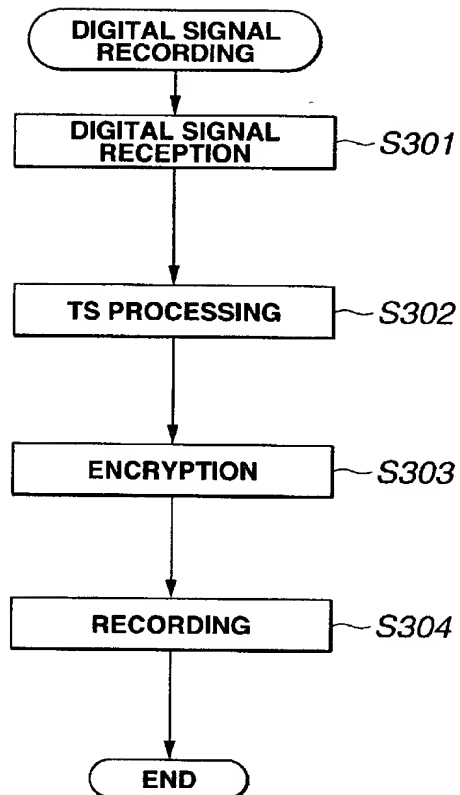 DIGITAL SIGNAL
RECORDING
DIGITAL SIGNAL
RECEPTION
S301
TS PROCESSING
S302
ENCRYPTION
S303
RECORDING
S304
END